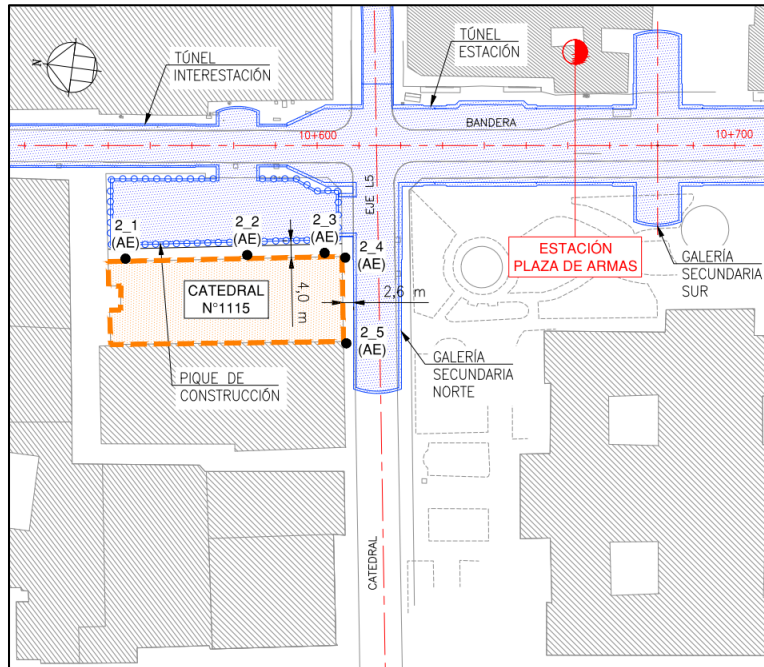 TÚNEL
INTERESTACIÓN
N
TÚNEL
ESTACIÓN
BANDERA
10+600
10+700
EJE L5
2_1
(AE)
2_2
(AE)
2_3
(AE)
2_4
(AE)
2,6 m
4,0 m
CATEDRAL
N°1115
ESTACIÓN
PLAZA DE ARMAS
GALERÍA
SECUNDARIA
SUR
2_5
(AE)
GALERÍA
SECUNDARIA
NORTE
PIQUE DE
CONSTRUCCIÓN
CATEDRAL